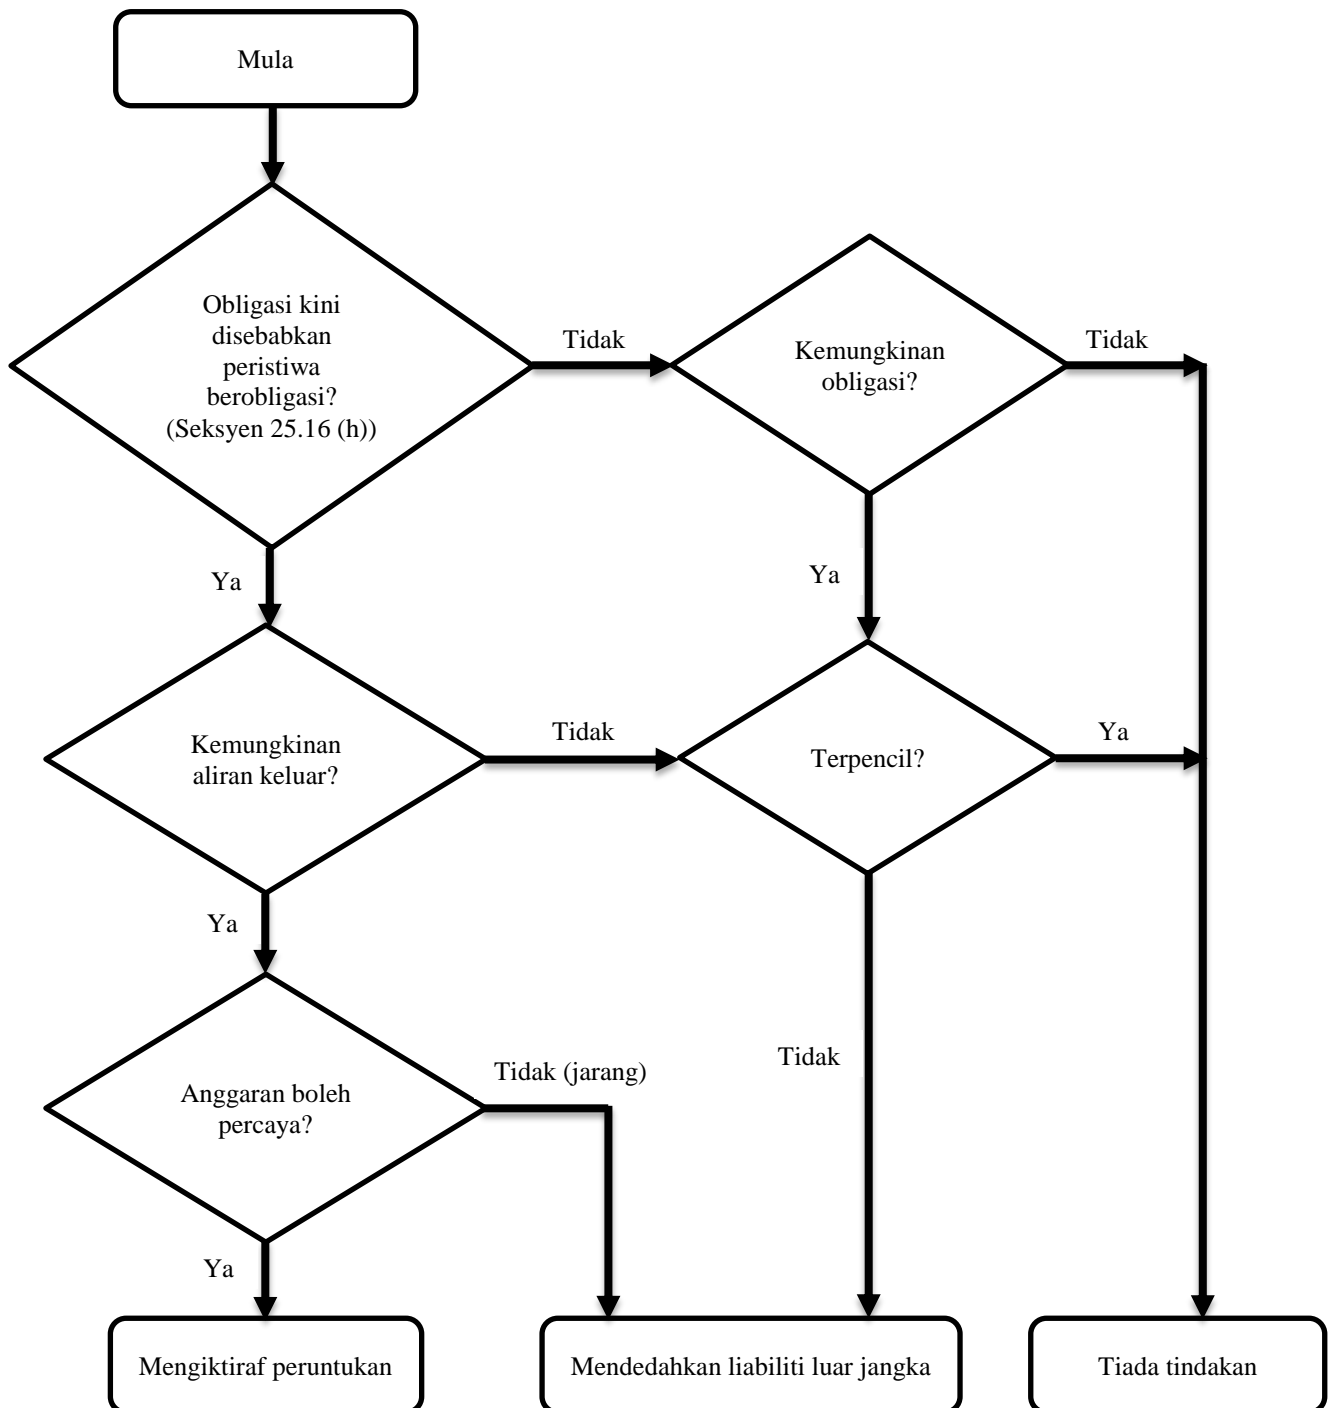 Mula
Obligasi kini
disebabkan
peristiwa
berobligasi?
(Seksyen 25.16 (h))
Tidak
Kemungkinan
obligasi?
Tidak
Ya
Ya
Kemungkinan
aliran keluar?
Tidak
Terpencil?
Ya
Ya
Anggaran boleh
percaya?
Tidak (jarang)
Tidak
Ya
Mengiktiraf peruntukan
Mendedahkan liabiliti luar jangka
Tiada tindakan